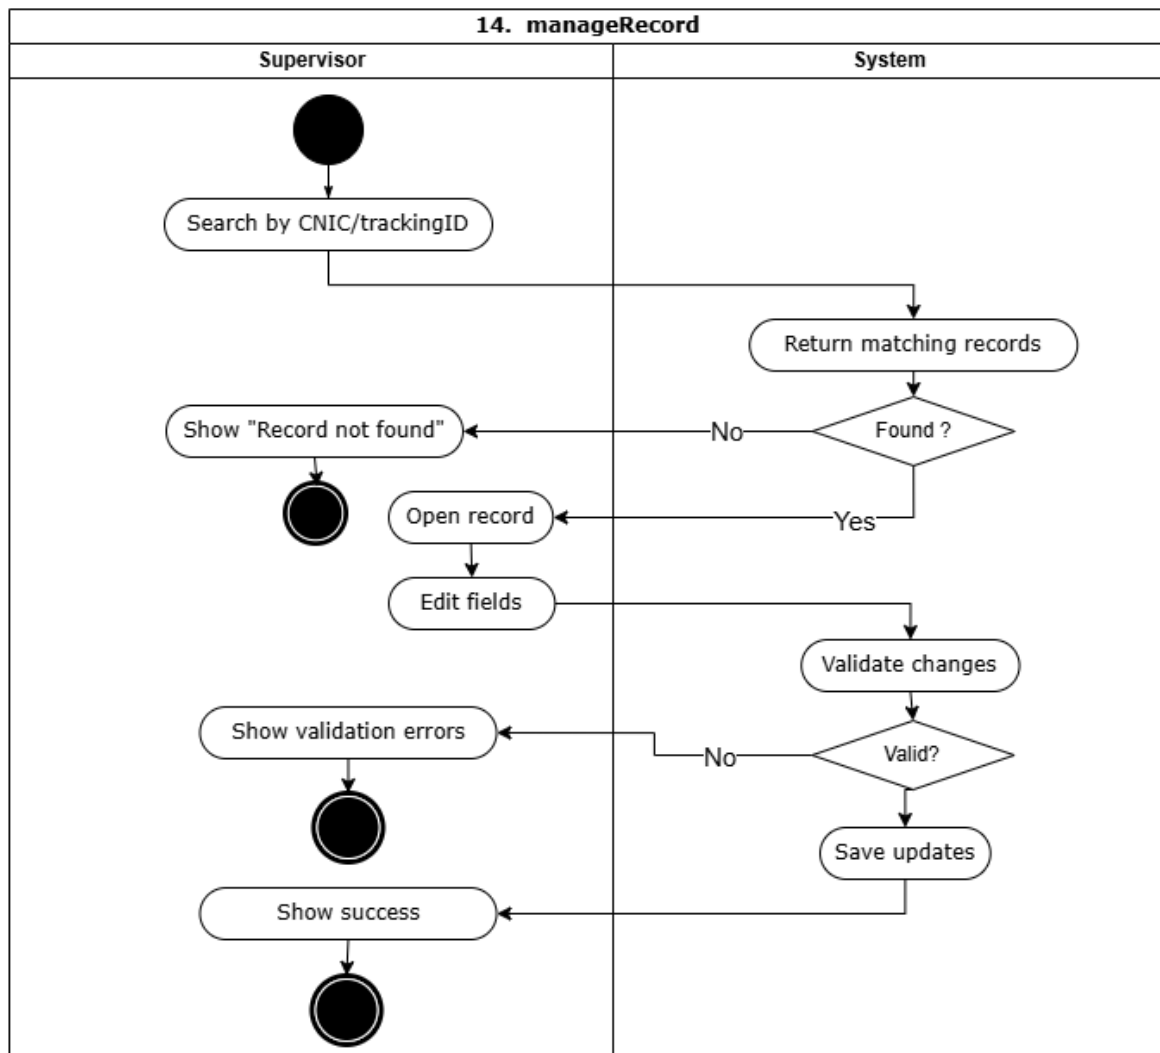 14. manageRecord
Supervisor
System
Search by CNIC/trackingID
Return matching records
Found ?
No
Show "Record not found"
Yes
Open record
Edit fields
Validate changes
Valid?
No
Show validation errors
Save updates
Show success